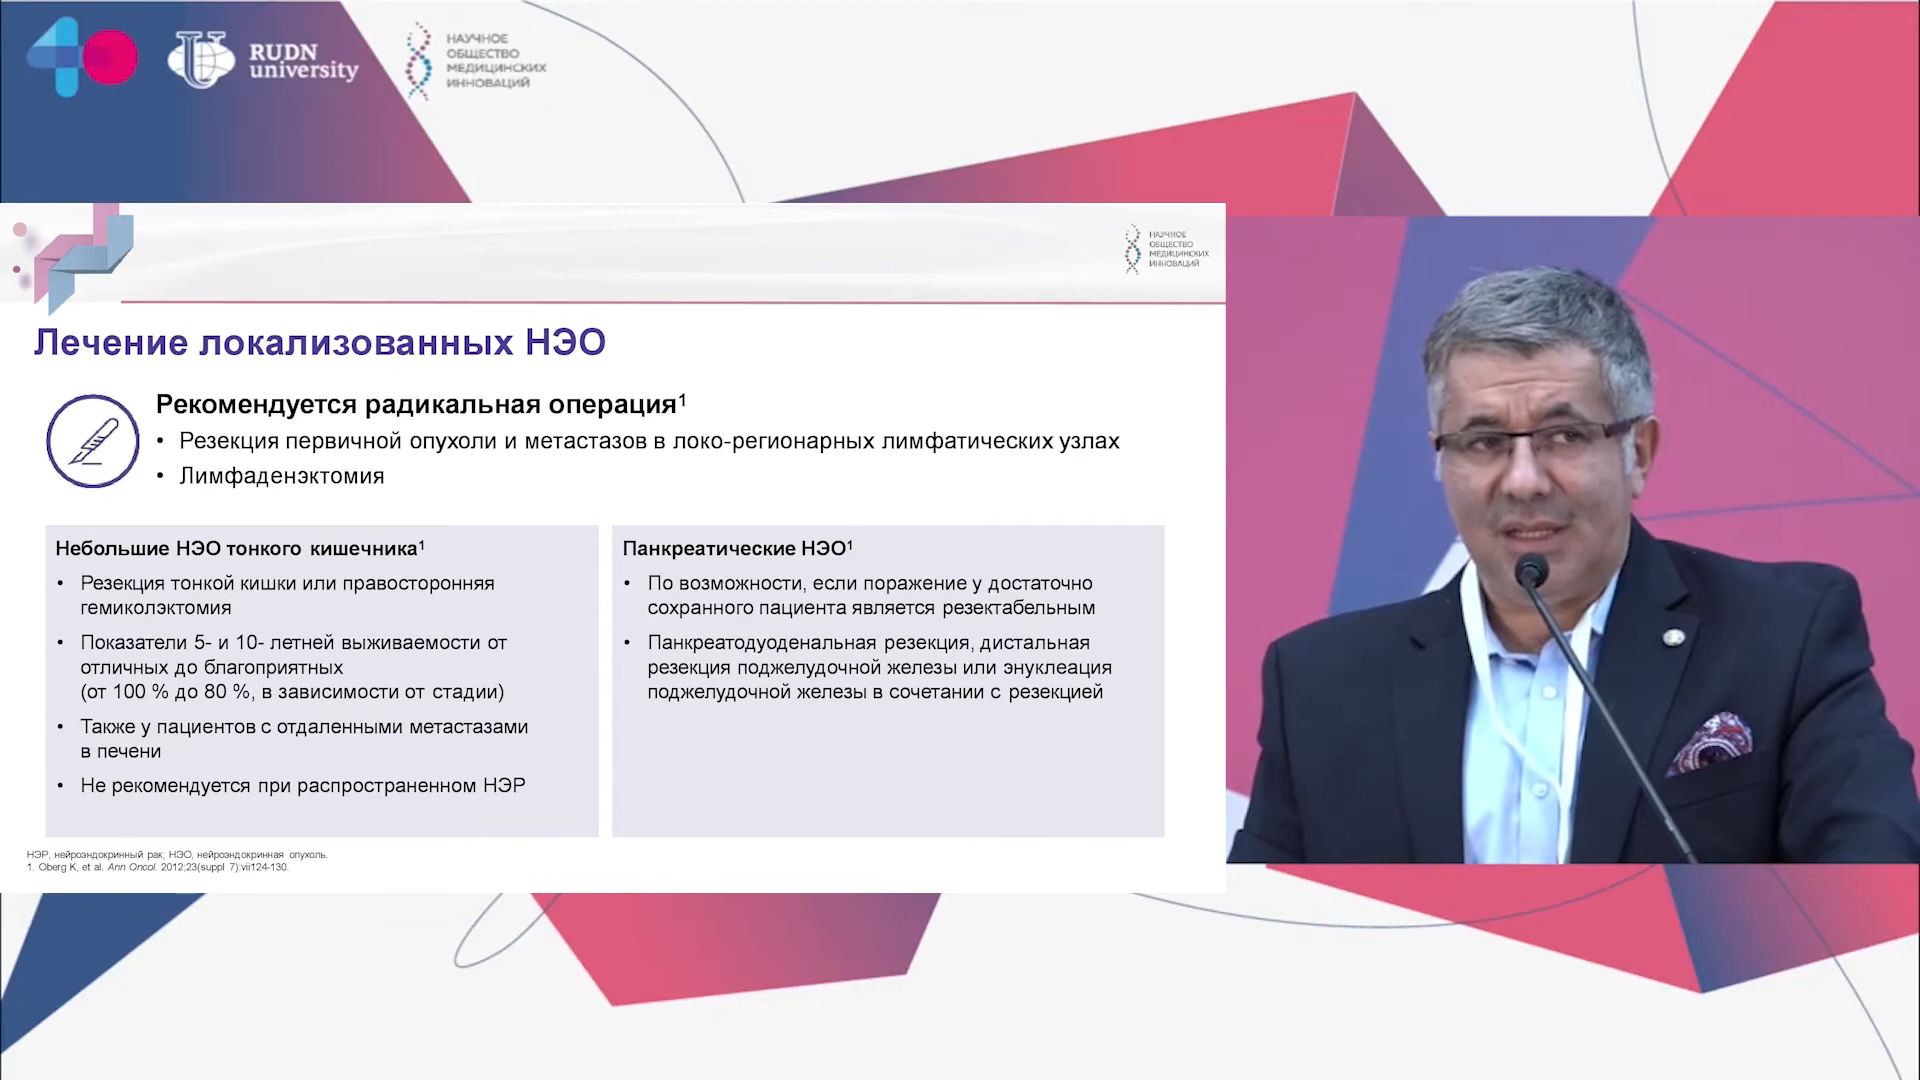 40
RUDN
university
НАУЧНОЕ
ОБЩЕСТВО
МЕДИЦИНСКИХ
ИННОВАЦИЙ
НАУЧНОЕ
ОБЩЕСТВО
МЕДИЦИНСКИХ
ИННОВАЦИЙ
Лечение локализованных НЭО
Рекомендуется радикальная операция¹
• Резекция первичной опухоли и метастазов в локо-регионарных лимфатических узлах
• Лимфаденэктомия
Небольшие НЭО тонкого кишечника¹
• Резекция тонкой кишки или правосторонняя
гемиколэктомия
• Показатели 5- и 10- летней выживаемости от
отличных до благоприятных
(от 100 % до 80 %, в зависимости от стадии)
• Также у пациентов с отдаленными метастазами
в печени
• Не рекомендуется при распространенном НЭР
Панкреатические НЭО¹
• По возможности, если поражение у достаточно
сохранного пациента является резектабельным
• Панкреатодуоденальная резекция, дистальная
резекция поджелудочной железы или энуклеация
поджелудочной железы в сочетании с резекцией
НЭР, нейроэндокринный рак; НЭО, нейроэндокринная опухоль.
1. Oberg K, et al. Ann Oncol. 2012;23(suppl 7):vii124-130.